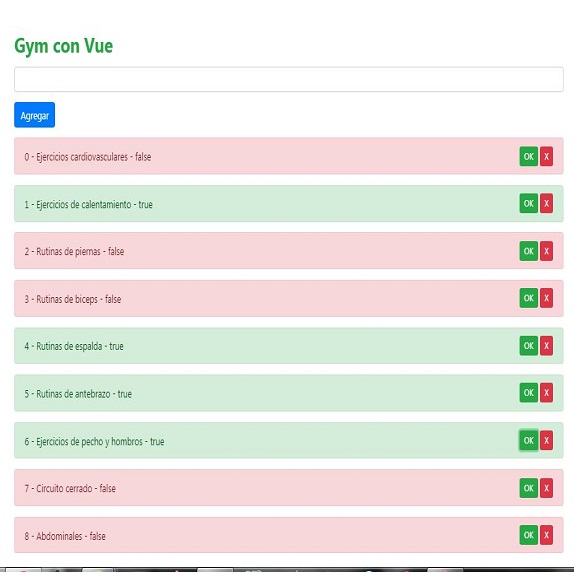 Gym con Vue
Agregar
0 - Ejercicios cardiovasculares - false OK X
1 - Ejercicios de calentamiento - true OK X
2 - Rutinas de piernas - false OK X
3 - Rutinas de biceps - false OK X
4 - Rutinas de espalda - true OK X
5 - Rutinas de antebrazo - true OK X
6 - Ejercicios de pecho y hombros - true OK X
7 - Circuito cerrado - false OK X
8 - Abdominales - false OK X